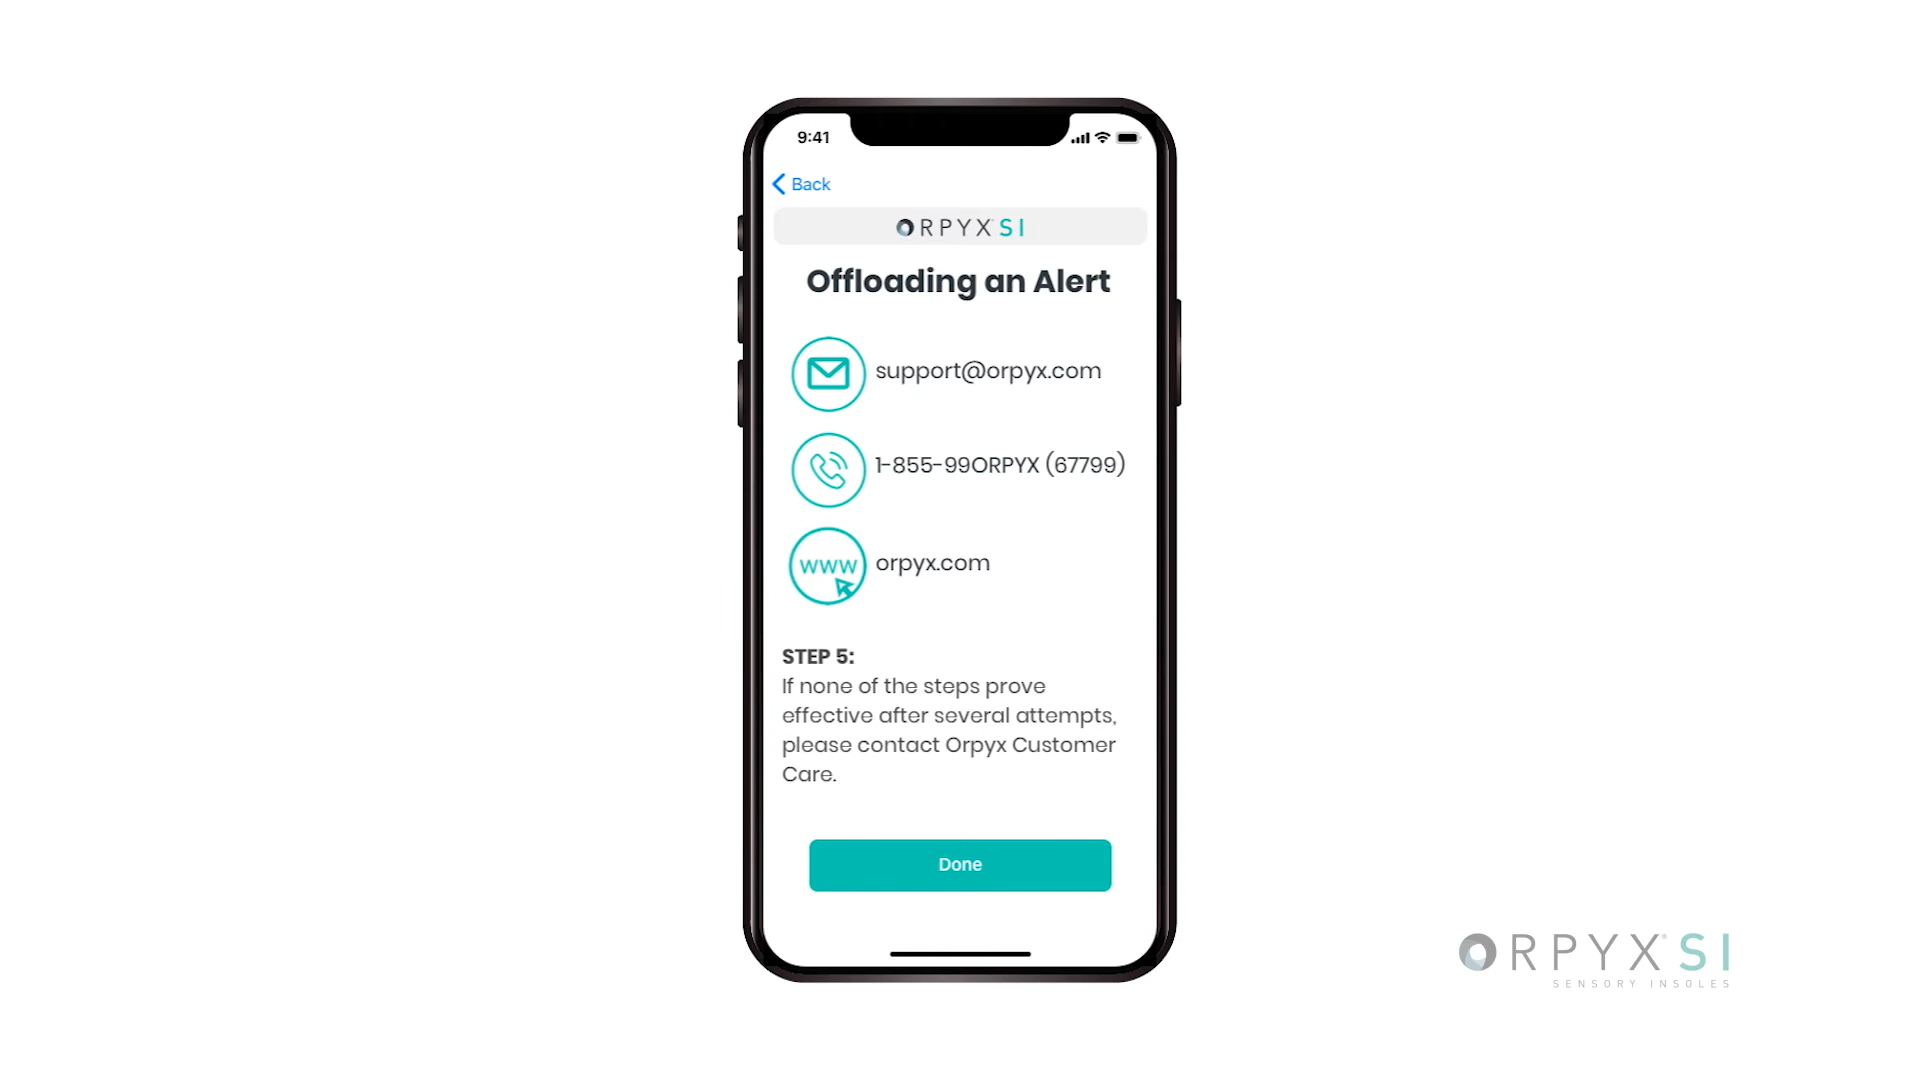 9:41
Back
ORPYX SI
Offloading an Alert
support@orpyx.com
1-855-99ORPYX (67799)
www
orpyx.com
STEP 5:
If none of the steps prove
effective after several attempts,
please contact Orpyx Customer
Care.
Done
ORPYX® SI
SENSORY INSOLES